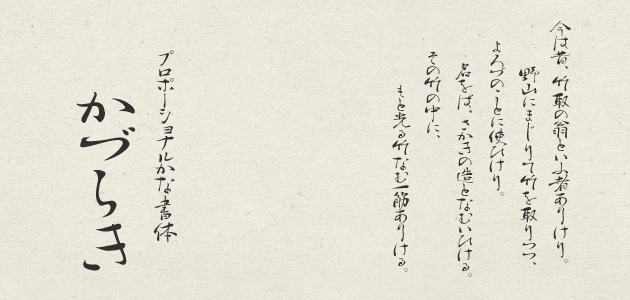 今は昔、竹取の翁といふ者ありけり。
野山にまじりて竹を取りつつ、
よろづのことに使ひけり。
名をば、さかきの造となむいひける。
その竹の中に、
もと光る竹なむ一筋ありける。
プロポーショナルかな書体
かづらき